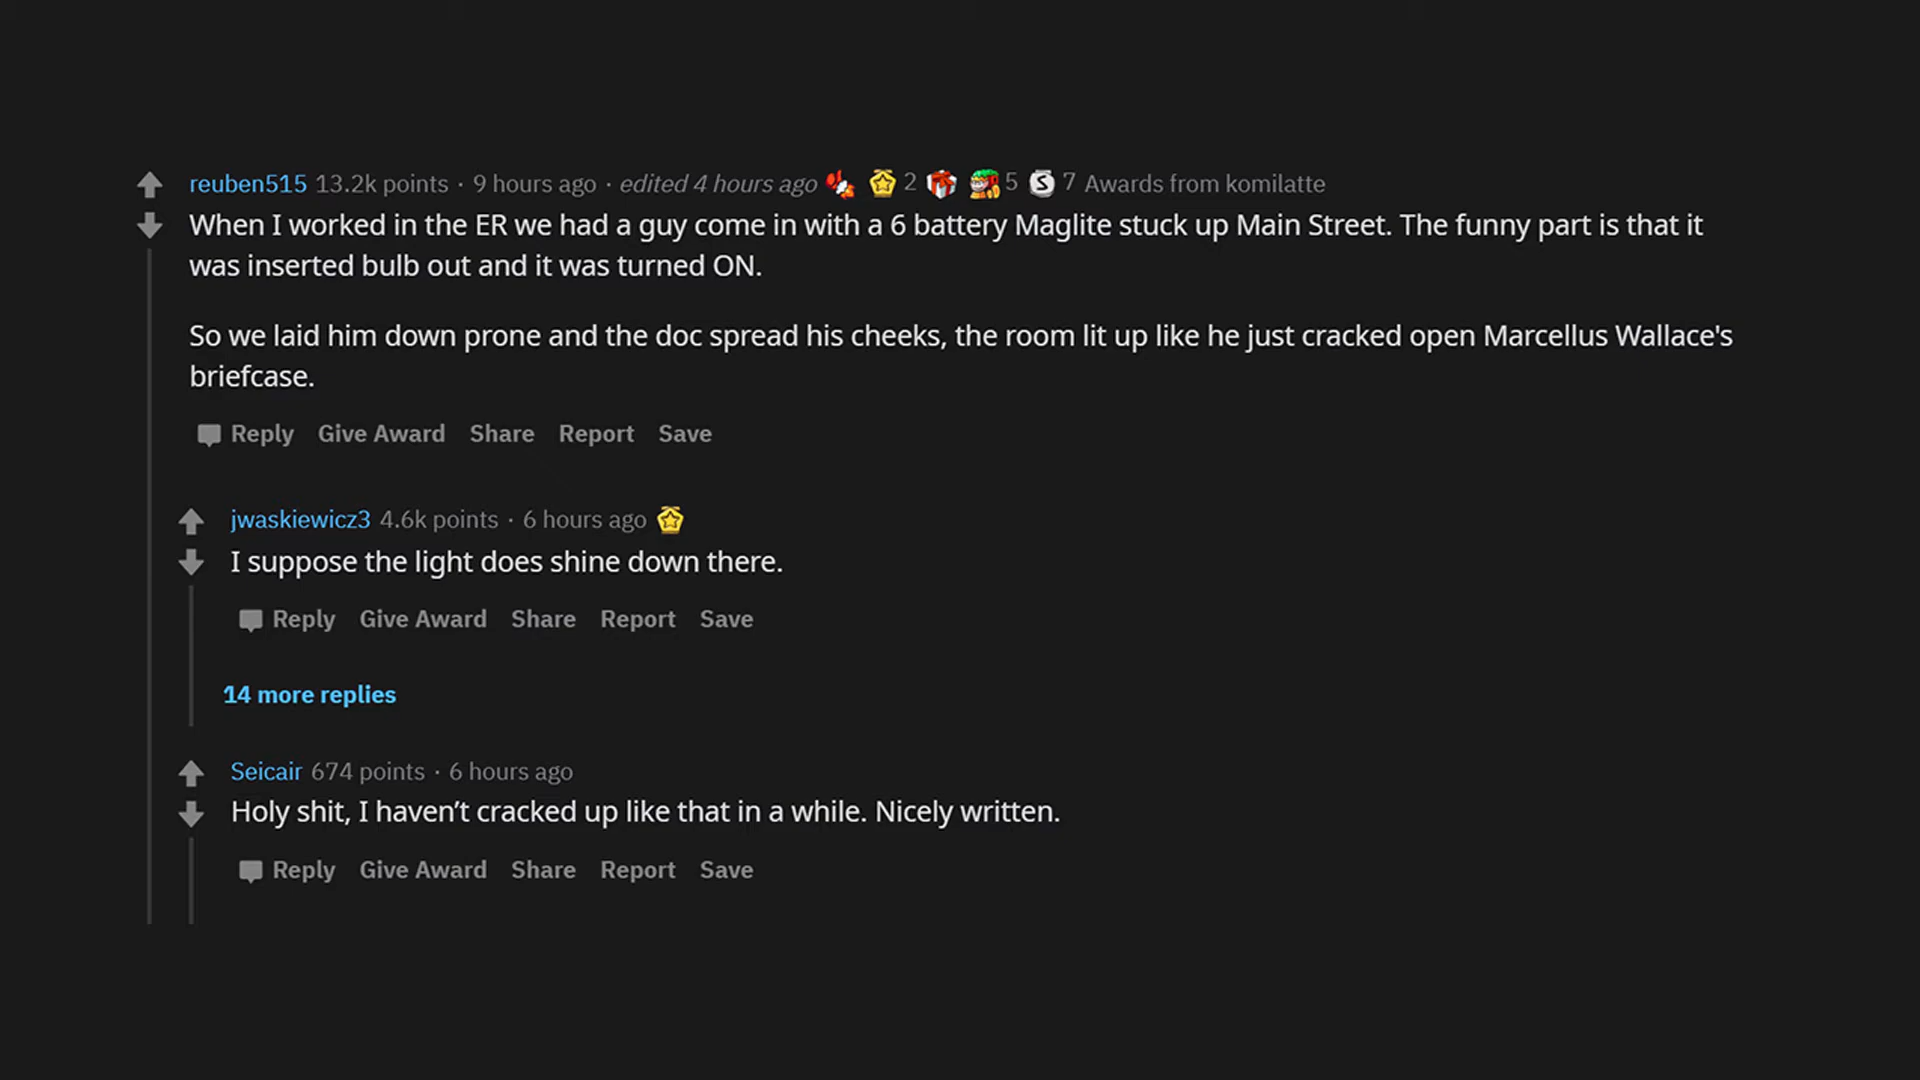 reuben515 13.2k points · 9 hours ago · edited 4 hours ago 2 5 S 7 Awards from komilatte
When I worked in the ER we had a guy come in with a 6 battery Maglite stuck up Main Street. The funny part is that it
was inserted bulb out and it was turned ON.
So we laid him down prone and the doc spread his cheeks, the room lit up like he just cracked open Marcellus Wallace's
briefcase.
Reply Give Award Share Report Save
jwaskiewicz3 4.6k points · 6 hours ago
I suppose the light does shine down there.
Reply Give Award Share Report Save
14 more replies
Seicair 674 points · 6 hours ago
Holy shit, I haven’t cracked up like that in a while. Nicely written.
Reply Give Award Share Report Save